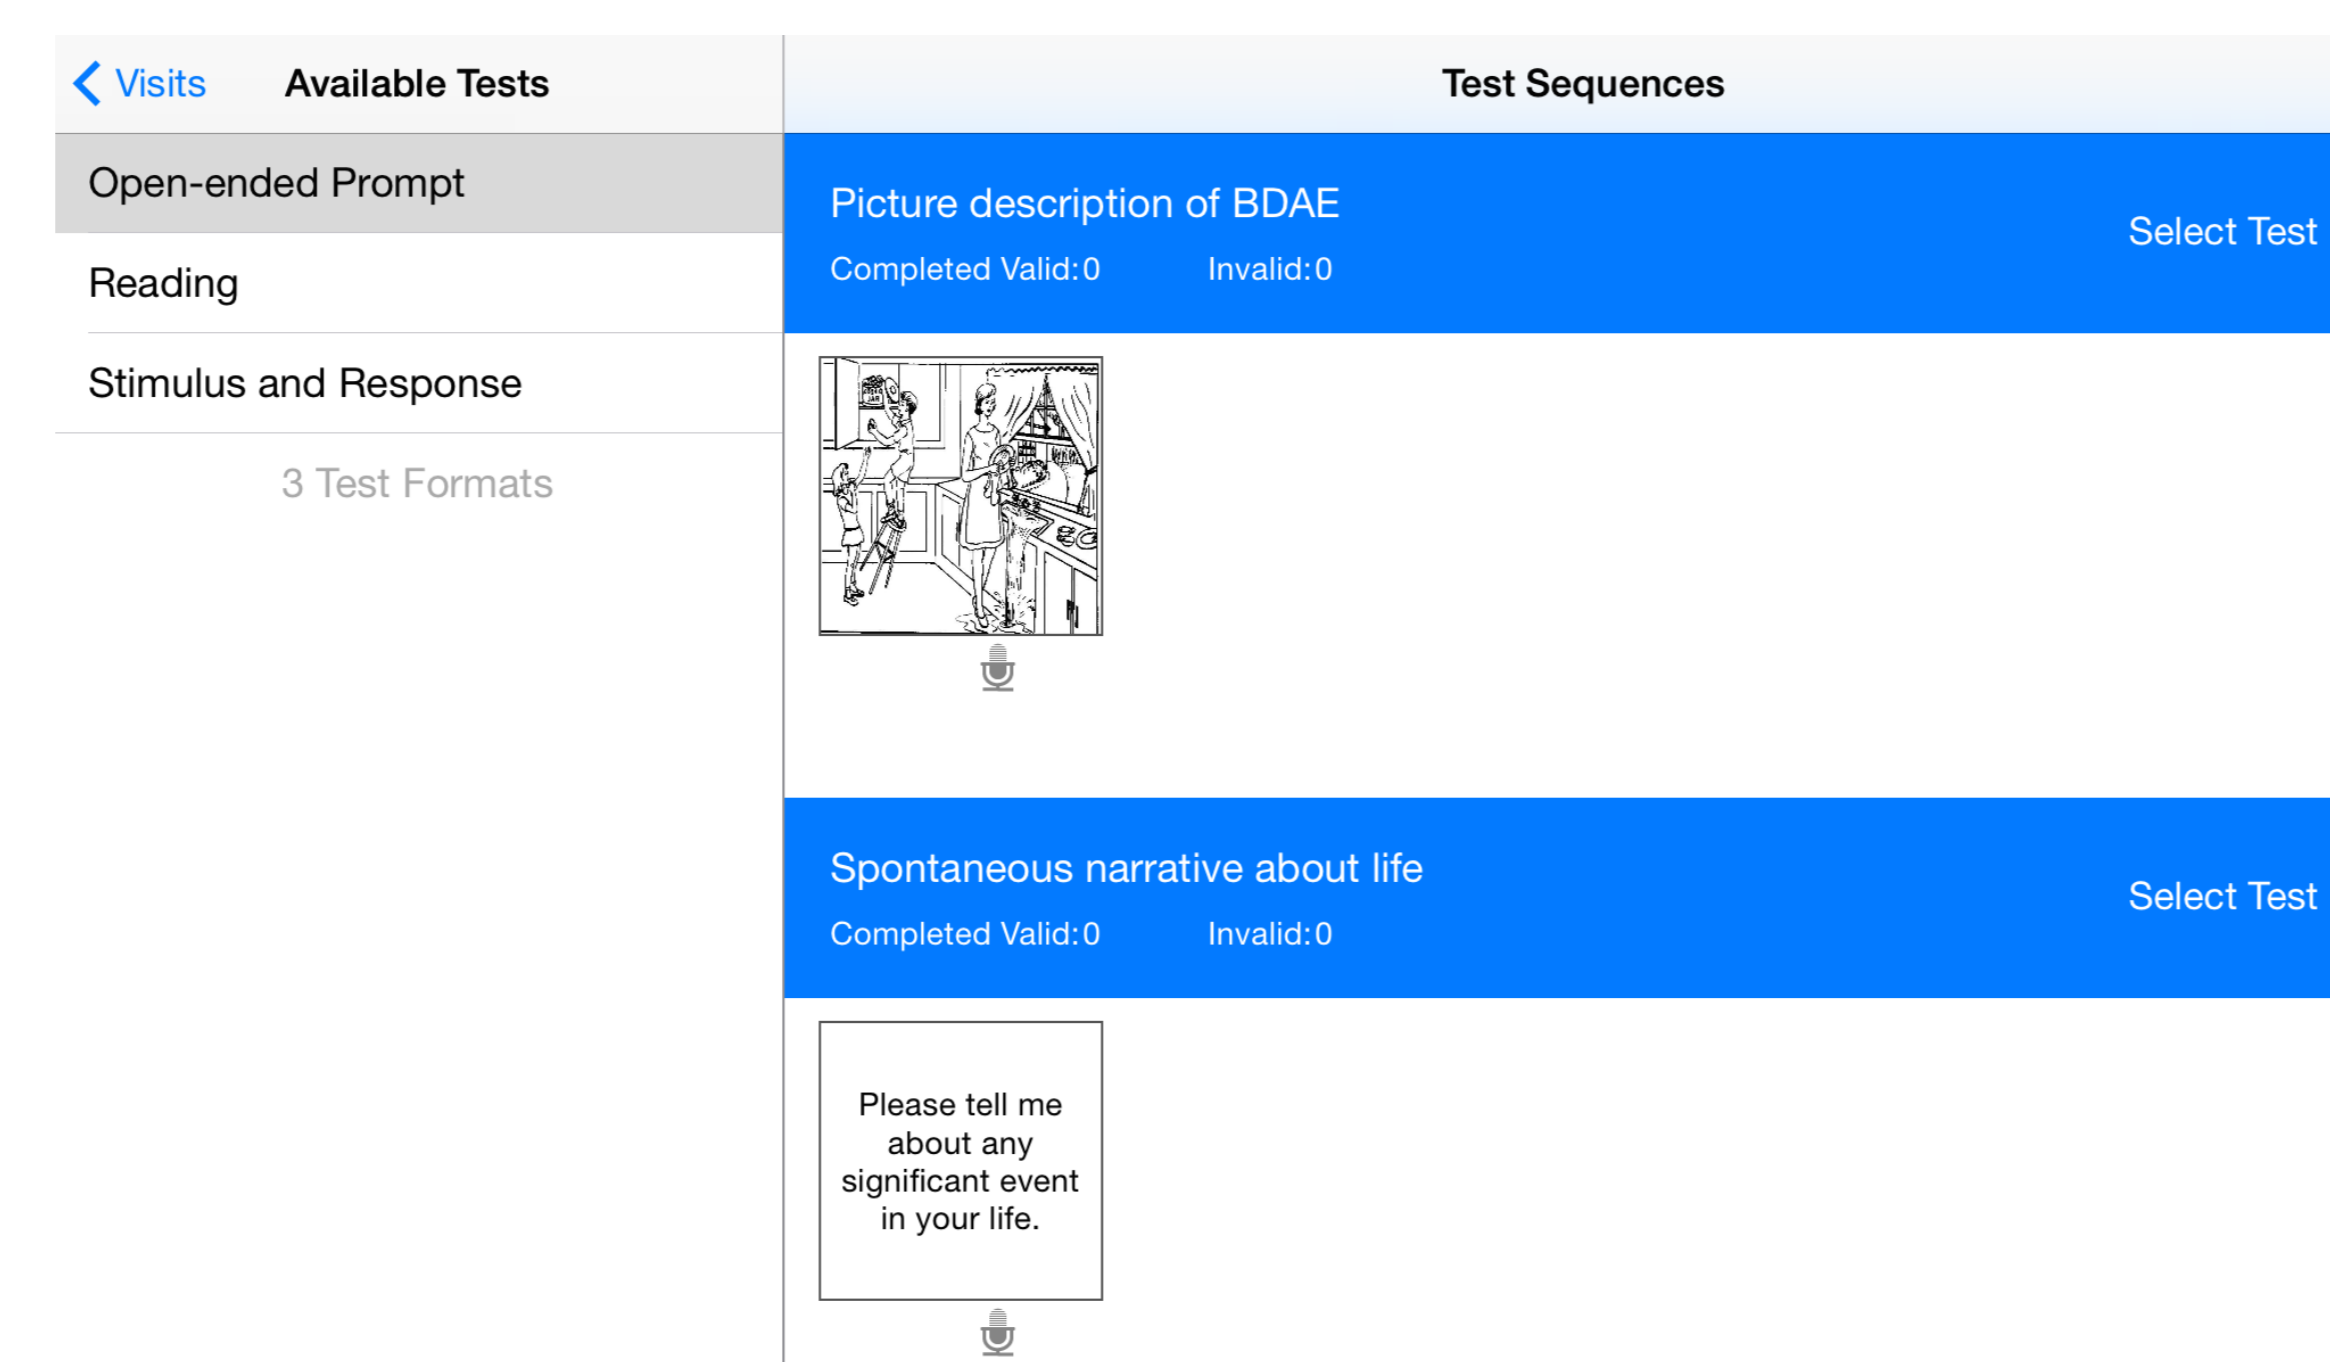 Visits
Available Tests
Test Sequences
Open-ended Prompt
Reading
Stimulus and Response
3 Test Formats
Picture description of BDAE
Completed Valid:0 Invalid:0
Select Test
JAR
Spontaneous narrative about life
Completed Valid:0 Invalid:0
Select Test
Please tell me
about any
significant event
in your life.